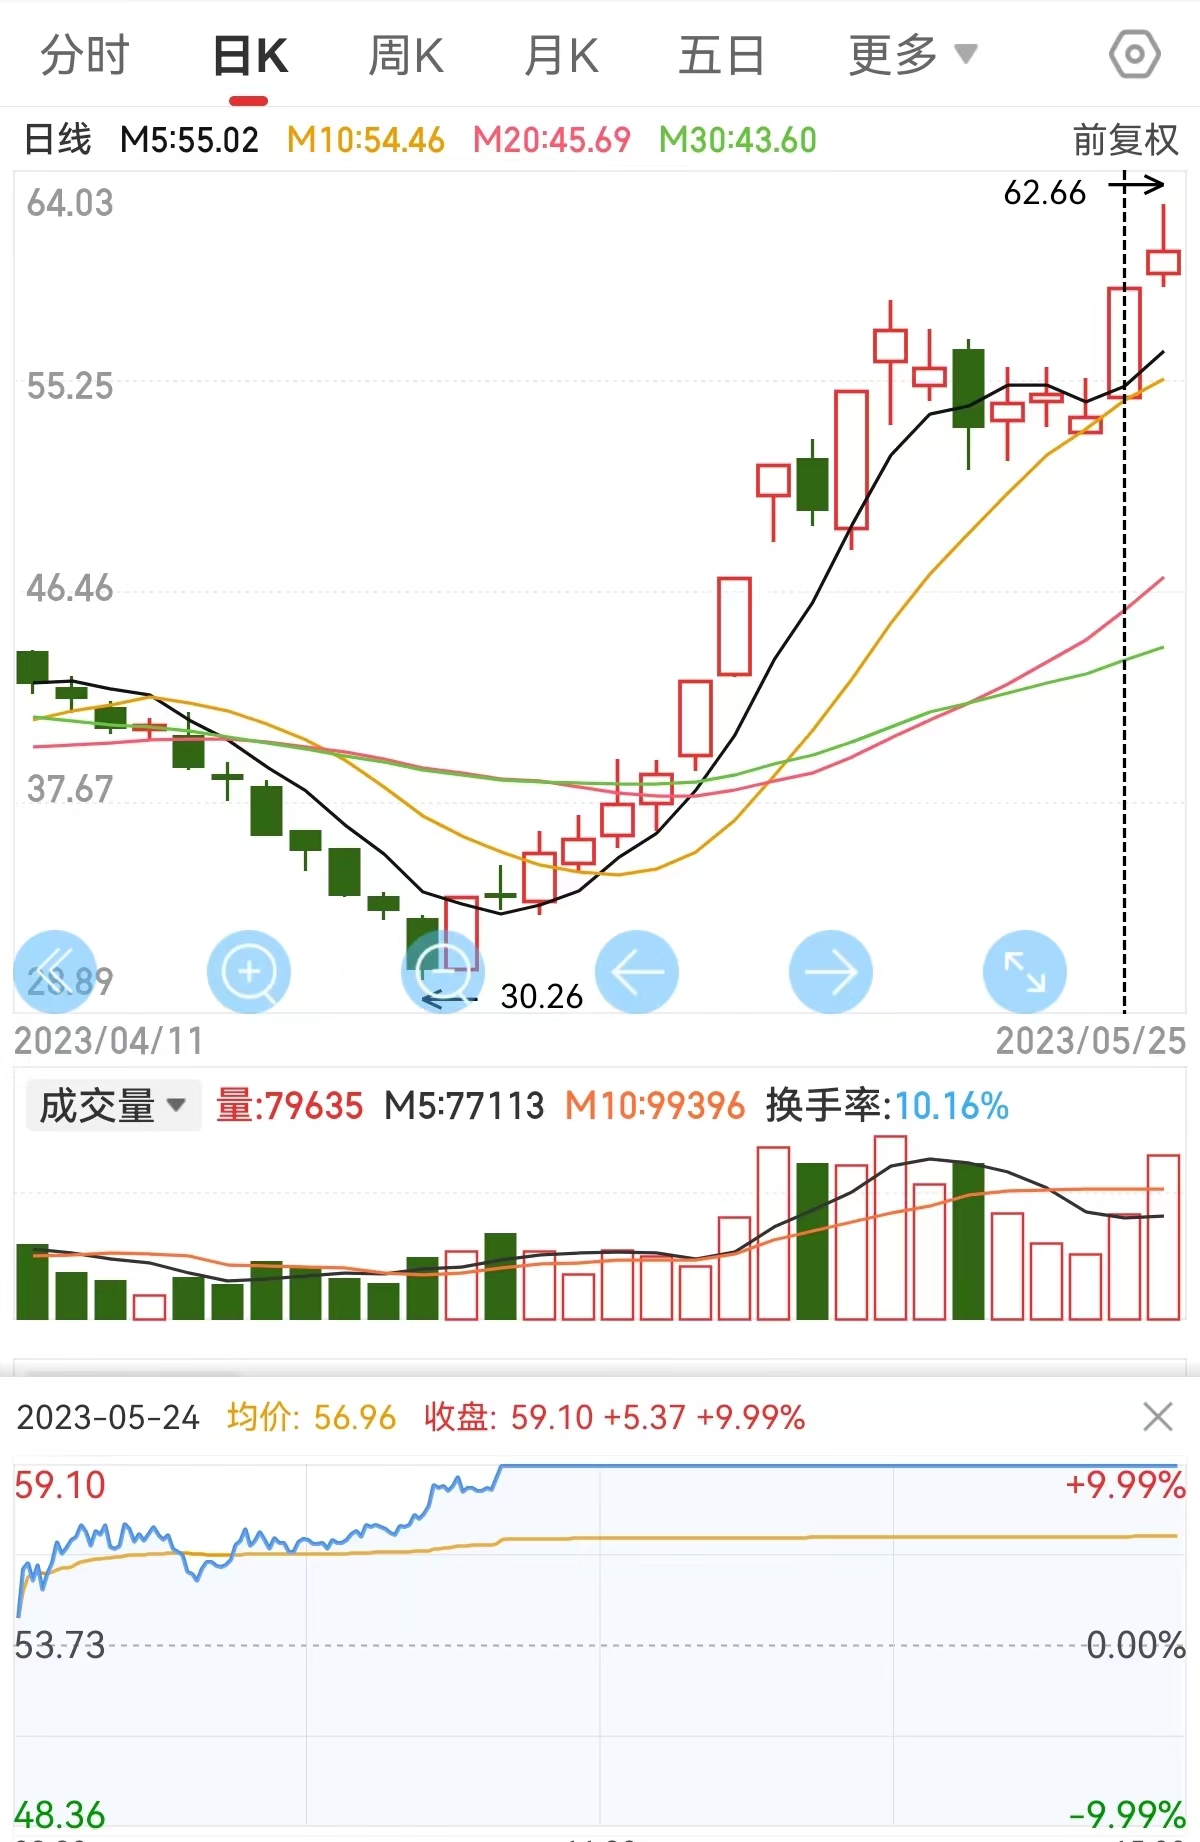 分时 日K 周K 月K 五日 更多
日线 M5:55.02 M10:54.46 M20:45.69 M30:43.60 前复权
64.03
62.66
55.25
46.46
37.67
28.89
30.26
2023/04/11 2023/05/25
成交量 量:79635 M5:77113 M10:99396 换手率:10.16%
2023-05-24 均价: 56.96 收盘: 59.10 +5.37 +9.99%
59.10 +9.99%
53.73 0.00%
48.36 -9.99%